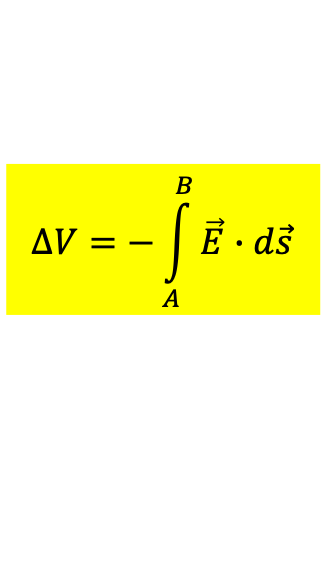 ΔV = − ∫_A^B E⃗ · ds⃗